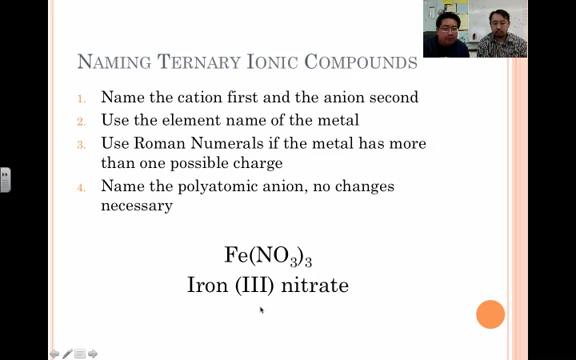 NAMING TERNARY IONIC COMPOUNDS
1. Name the cation first and the anion second
2. Use the element name of the metal
3. Use Roman Numerals if the metal has more
than one possible charge
4. Name the polyatomic anion, no changes
necessary
Fe(NO₃)₃
Iron (III) nitrate